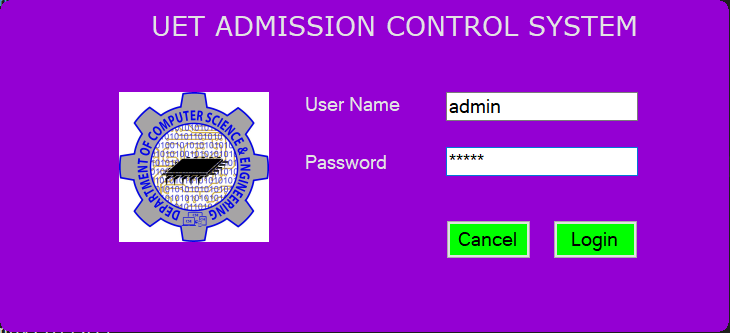 UET ADMISSION CONTROL SYSTEM
DEPARTMENT OF COMPUTER SCIENCE & ENGINEERING
User Name
admin
Password
*****
Cancel
Login